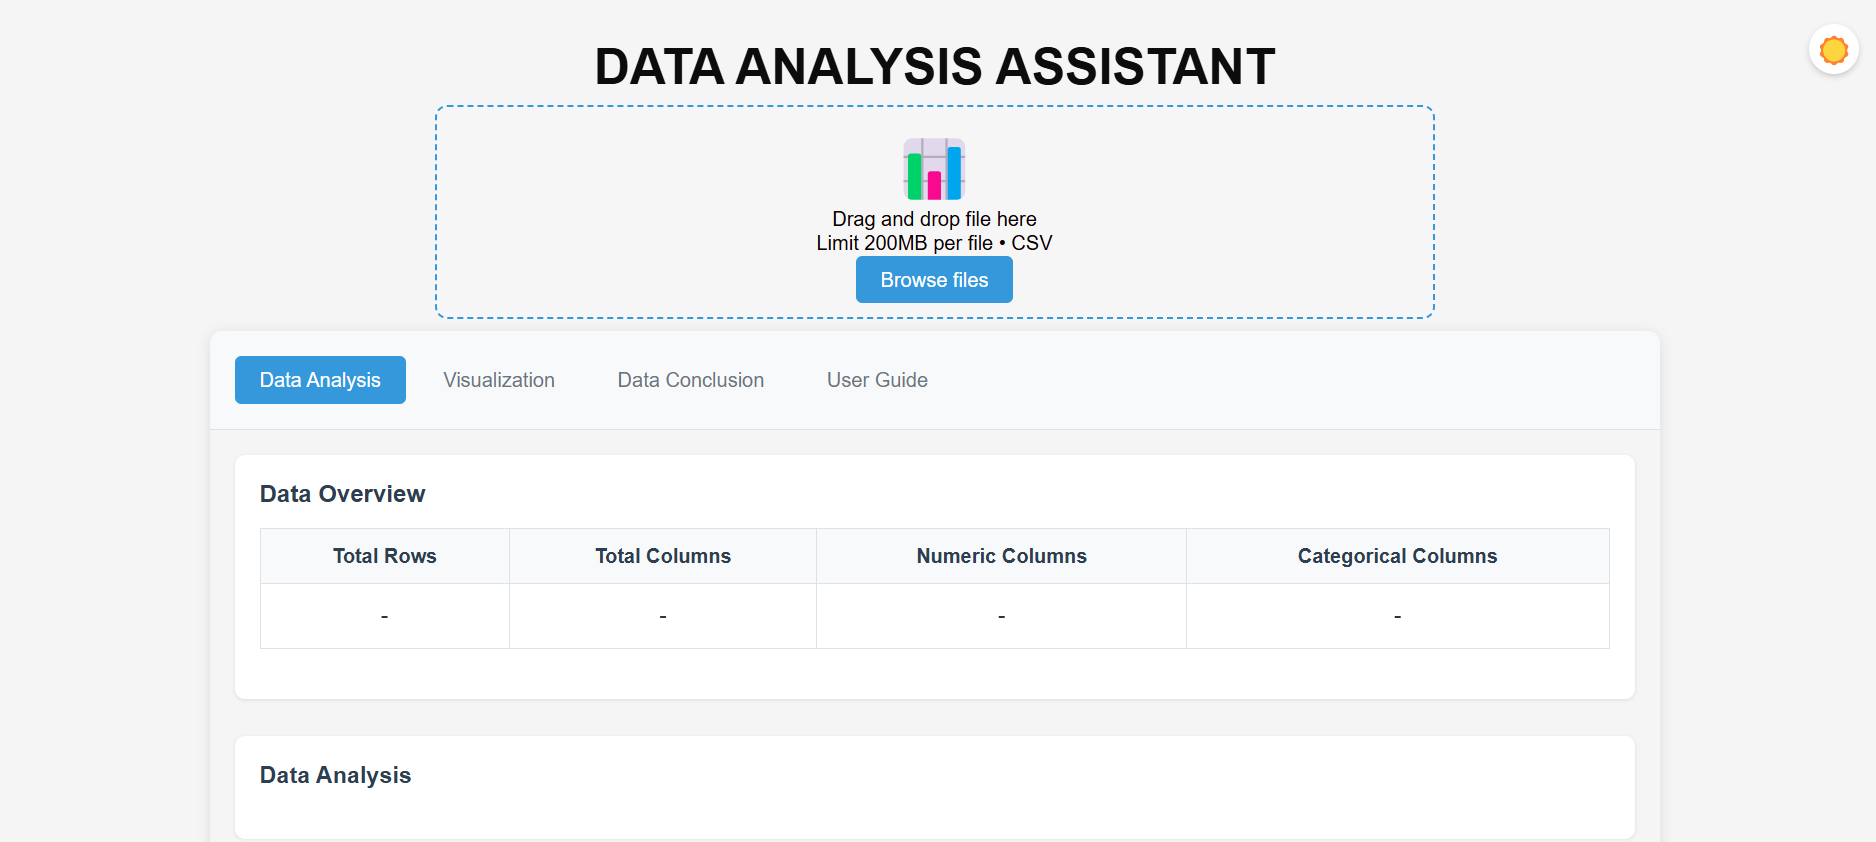 DATA ANALYSIS ASSISTANT
Drag and drop file here
Limit 200MB per file • CSV
Browse files
Data Analysis Visualization Data Conclusion User Guide
Data Overview
Total Rows Total Columns Numeric Columns Categorical Columns
- - - -
Data Analysis